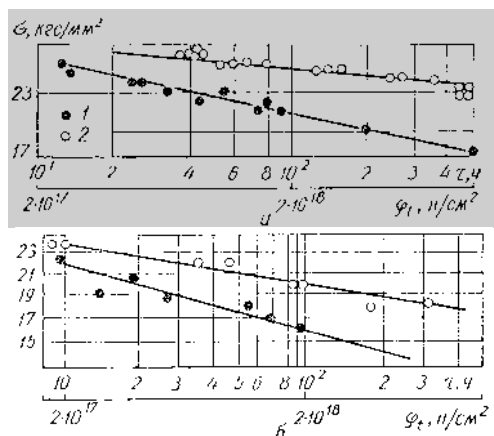 G, кгс/мм²
23
1
2
17
10¹ 2 4 6 8 10² 2 3 4 τ, ч
2·10¹⁷ 2·10¹⁸ φₜ, н/см²
а
23
21
19
17
15
10 2 3 4 5 6 8 10² 2 3 τ, ч
2·10¹⁷ б 2·10¹⁸ φₜ, н/см²